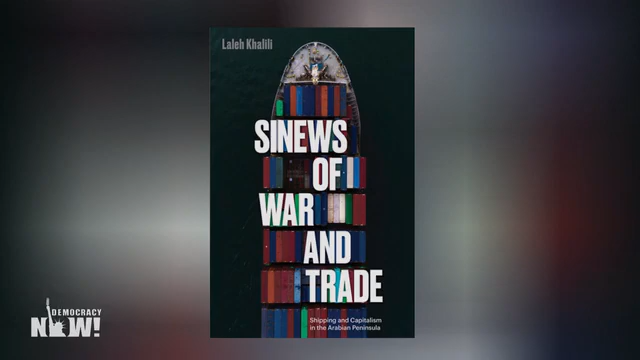 Laleh Khalili
SINEWS
OF
WAR
AND
TRADE
Shipping and Capitalism
in the Arabian Peninsula
DEMOCRACY
NOW!